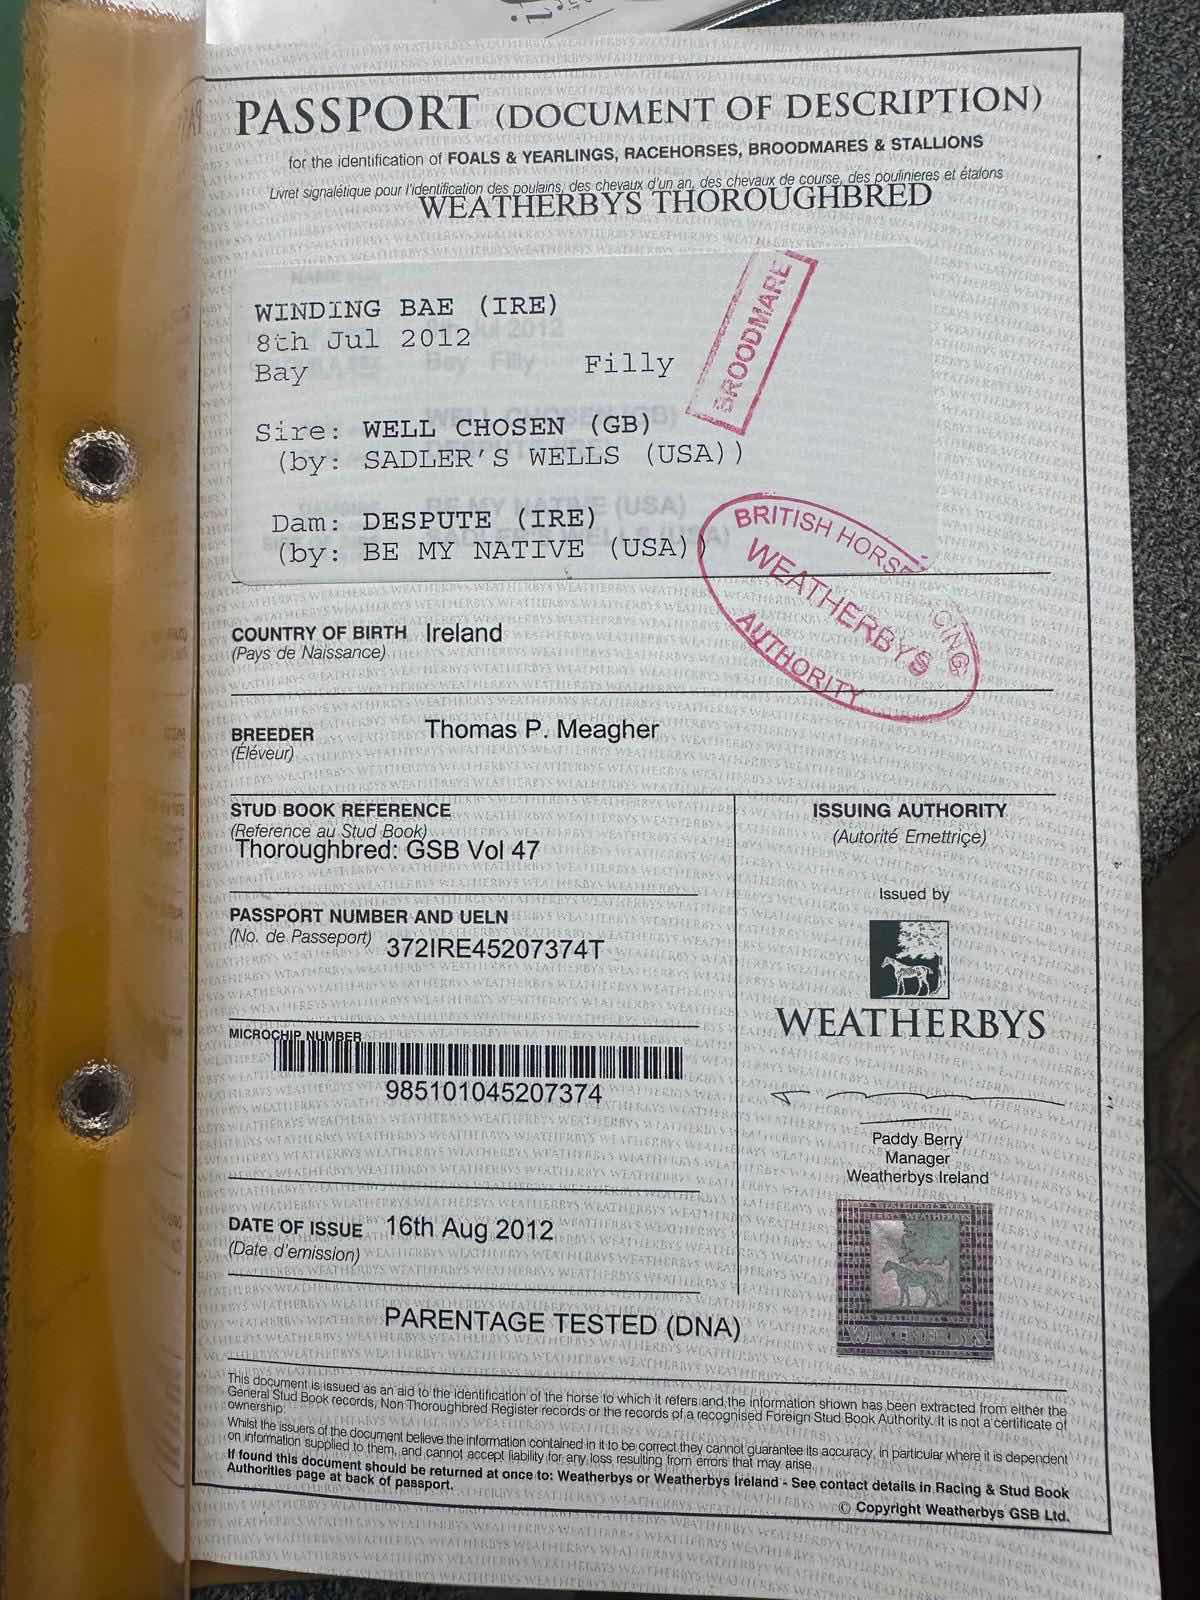 PASSPORT (DOCUMENT OF DESCRIPTION)
for the identification of FOALS & YEARLINGS, RACEHORSES, BROODMARES & STALLIONS
Livret signalétique pour l'identification des poulains, des chevaux d'un an, des chevaux de course, des poulinieres et étalons
WEATHERBYS THOROUGHBRED
WINDING BAE (IRE)
8th Jul 2012
Bay Filly
BROODMARE
Sire: WELL CHOSEN (GB)
(by: SADLER'S WELLS (USA))
Dam: DESPUTE (IRE)
(by: BE MY NATIVE (USA))
BRITISH HORSERACING
WEATHERBYS
AUTHORITY
COUNTRY OF BIRTH Ireland
(Pays de Naissance)
BREEDER Thomas P. Meagher
(Éléveur)
STUD BOOK REFERENCE
(Reference au Stud Book)
Thoroughbred: GSB Vol 47
PASSPORT NUMBER AND UELN
(No. de Passeport) 372IRE45207374T
MICROCHIP NUMBER
985101045207374
DATE OF ISSUE 16th Aug 2012
(Date d'emission)
ISSUING AUTHORITY
(Autorité Emettriçe)
Issued by
WEATHERBYS
Paddy Berry
Manager
Weatherbys Ireland
WEATHERBYS
PARENTAGE TESTED (DNA)
This document is issued as an aid to the identification of the horse to which it refers and the information shown has been extracted from either the
General Stud Book records, Non Thoroughbred Register records or the records of a recognised Foreign Stud Book Authority. It is not a certificate of
ownership.
Whilst the issuers of the document believe the information contained in it to be correct they cannot guarantee its accuracy, in particular where it is dependent
on information supplied to them, and cannot accept liability for any loss resulting from errors that may arise.
If found this document should be returned at once to: Weatherbys or Weatherbys Ireland - See contact details in Racing & Stud Book
Authorities page at back of passport.
© Copyright Weatherbys GSB Ltd.